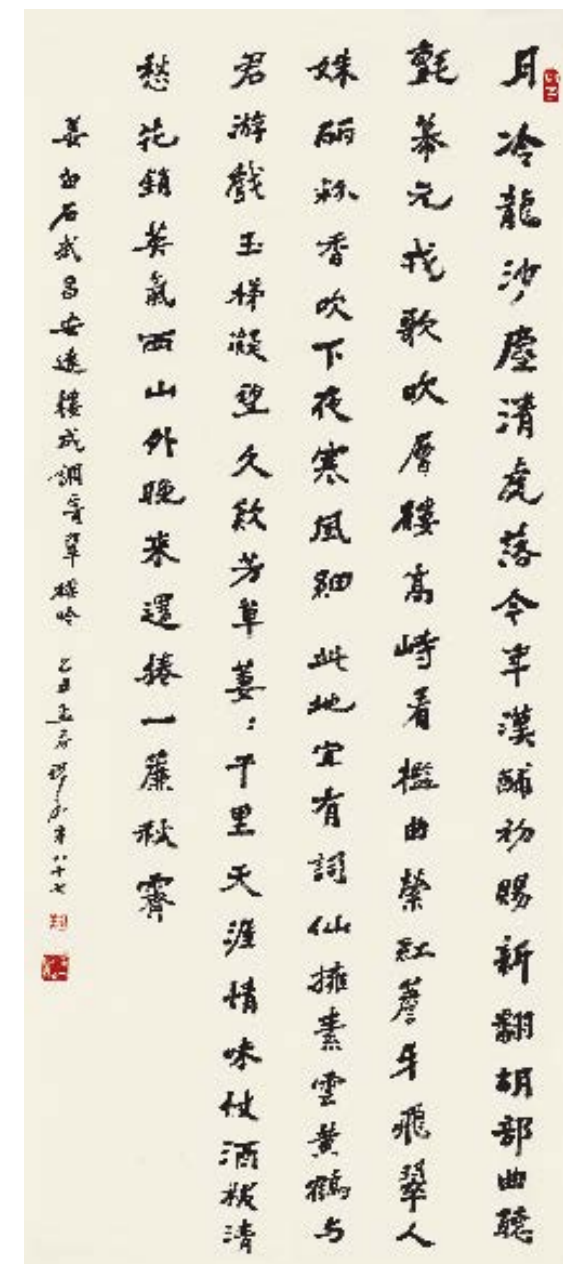 月冷龍沙塵清虎落今年漢酺初賜新翻胡部曲聽
氈幕元戎歌吹層樓高峙看檻曲縈紅簷牙飛翠人
姝麗粉香吹下夜寒風細 此地宜有詞仙擁素雲黃鶴与
君游戲玉梯凝望久歎芳草萋〻千里天涯情味仗酒祓清
愁花銷英氣西山外晚來還捲一簾秋霽
姜白石武昌安遠樓成調寄翠樓吟 乙丑孟春 年八十七